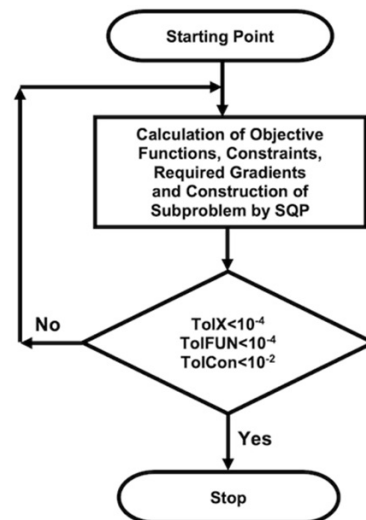 Starting Point
Calculation of Objective
Functions, Constraints,
Required Gradients
and Construction of
Subproblem by SQP
No
TolX<10⁻⁴
TolFUN<10⁻⁴
TolCon<10⁻²
Yes
Stop